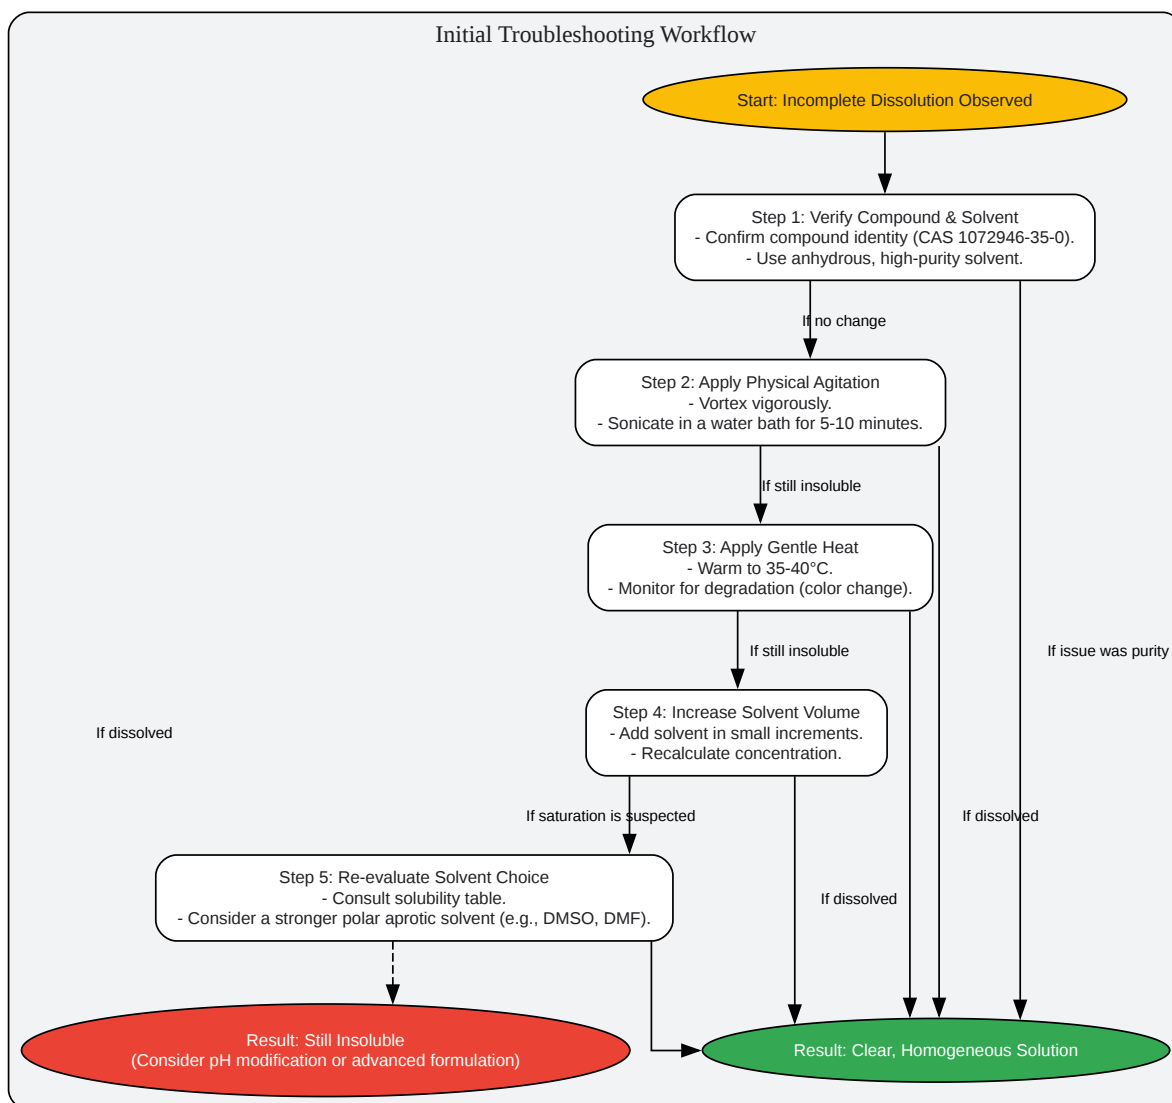 Initial Troubleshooting Workflow
Start: Incomplete Dissolution Observed
Step 1: Verify Compound & Solvent
- Confirm compound identity (CAS 1072946-35-0).
- Use anhydrous, high-purity solvent.
If no change
Step 2: Apply Physical Agitation
- Vortex vigorously.
- Sonicate in a water bath for 5-10 minutes.
If still insoluble
Step 3: Apply Gentle Heat
- Warm to 35-40°C.
- Monitor for degradation (color change).
If still insoluble
If issue was purity
Step 4: Increase Solvent Volume
- Add solvent in small increments.
- Recalculate concentration.
If dissolved
If saturation is suspected
If dissolved
Step 5: Re-evaluate Solvent Choice
- Consult solubility table.
- Consider a stronger polar aprotic solvent (e.g., DMSO, DMF).
If dissolved
Result: Still Insoluble
(Consider pH modification or advanced formulation)
Result: Clear, Homogeneous Solution